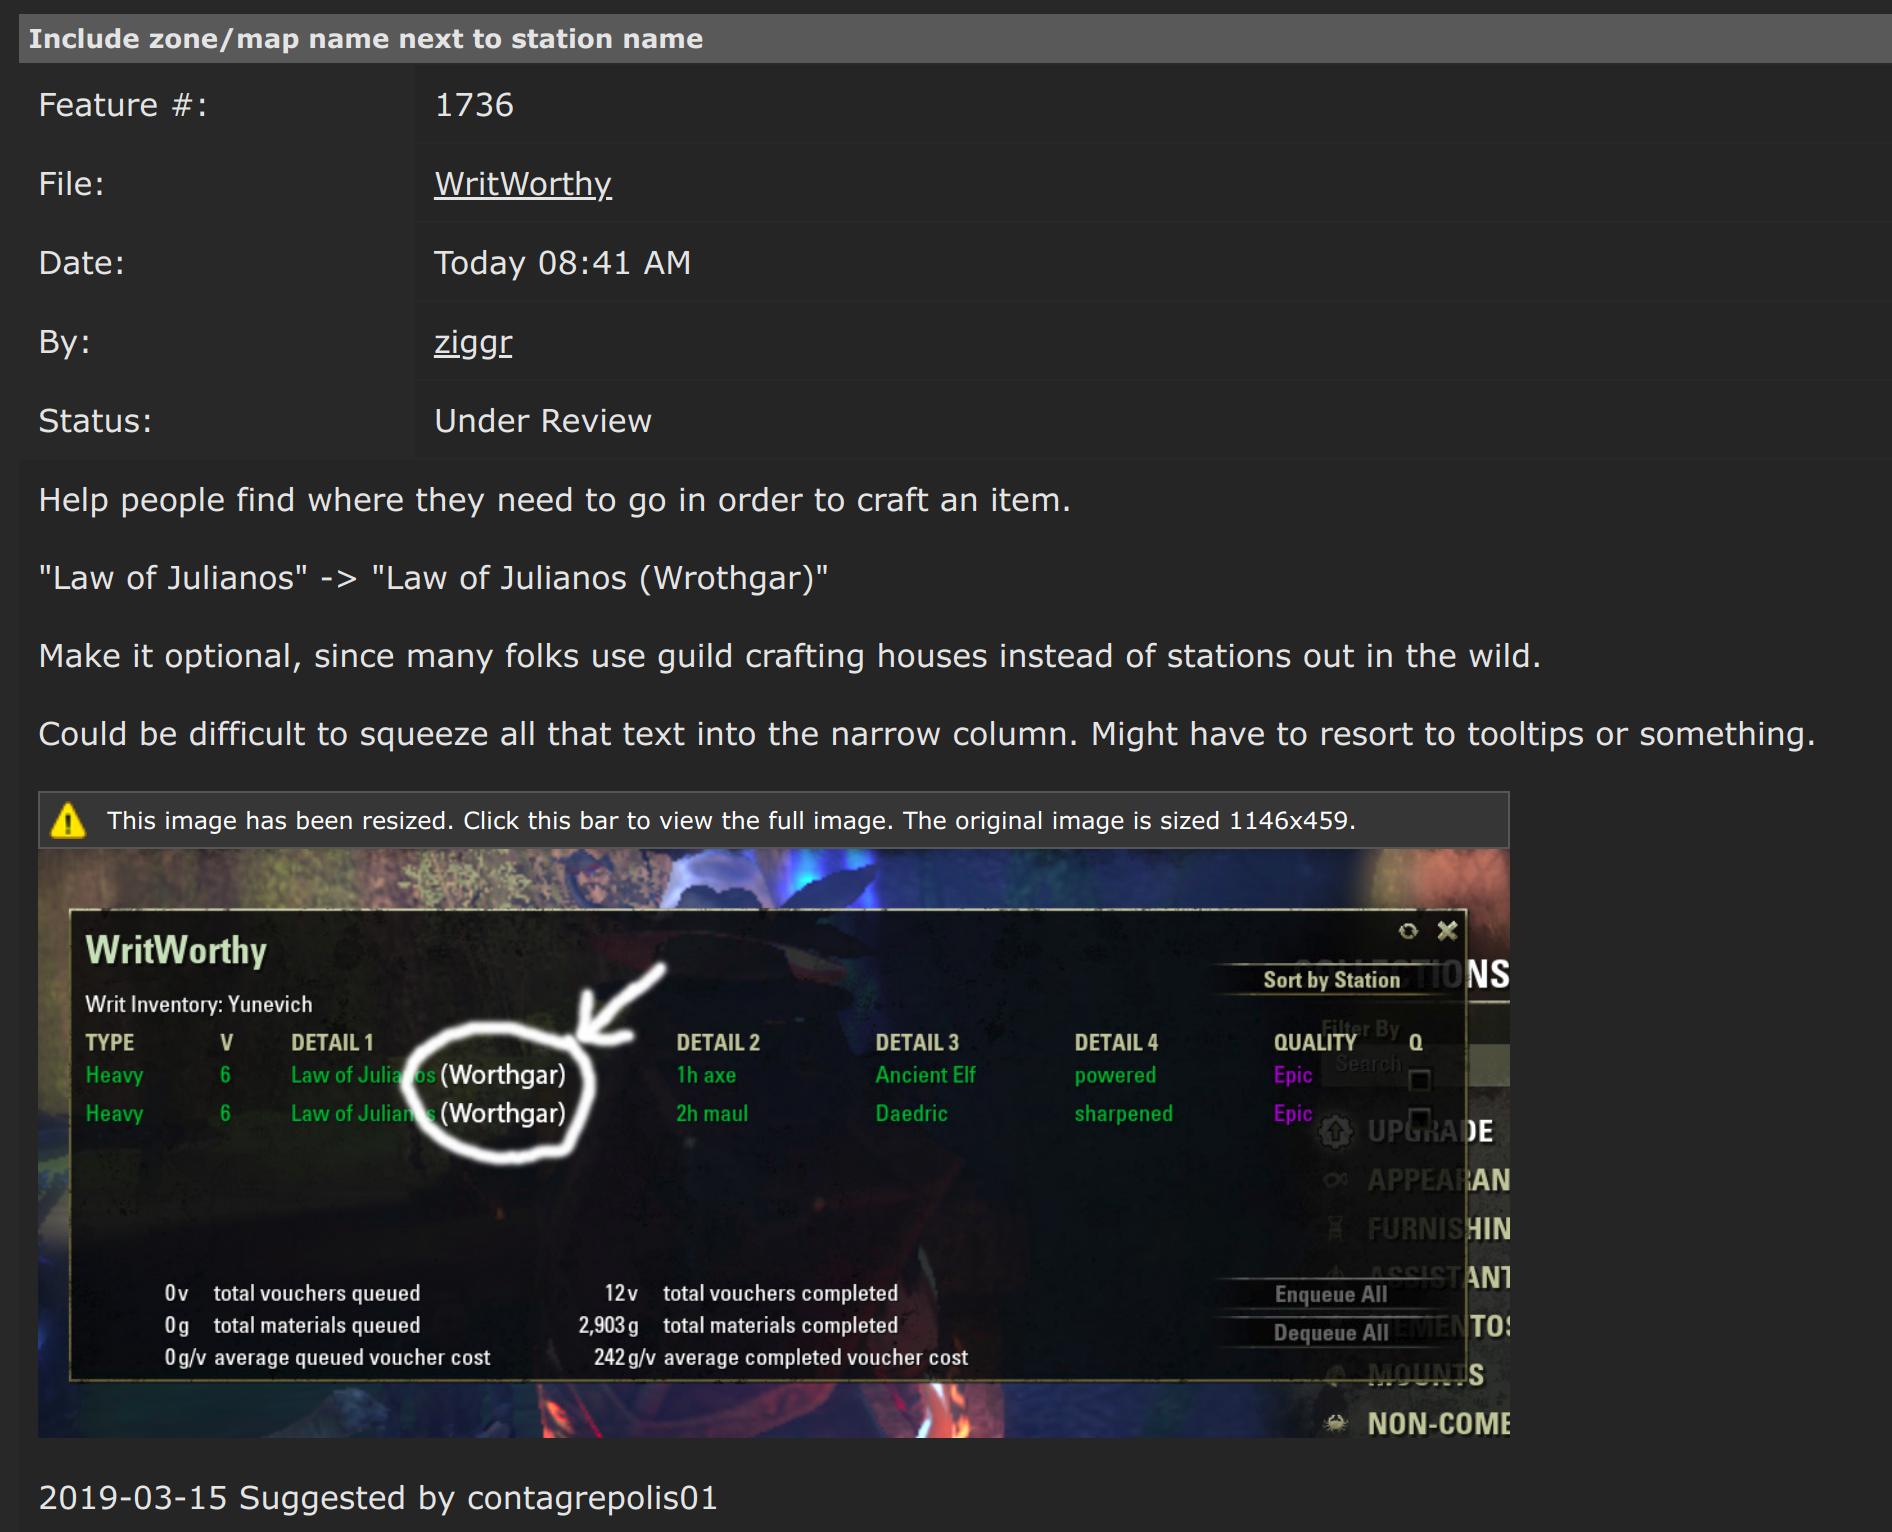 Include zone/map name next to station name
Feature #: 1736
File: WritWorthy
Date: Today 08:41 AM
By: ziggr
Status: Under Review
Help people find where they need to go in order to craft an item.
"Law of Julianos" -> "Law of Julianos (Wrothgar)"
Make it optional, since many folks use guild crafting houses instead of stations out in the wild.
Could be difficult to squeeze all that text into the narrow column. Might have to resort to tooltips or something.
This image has been resized. Click this bar to view the full image. The original image is sized 1146x459.
WritWorthy
COLLECTIONS
Sort by Station
Writ Inventory: Yunevich
Filter By
TYPE V DETAIL 1 DETAIL 2 DETAIL 3 DETAIL 4 QUALITY Q
Search
Heavy 6 Law of Julianos (Worthgar) 1h axe Ancient Elf powered Epic
Heavy 6 Law of Julianos (Worthgar) 2h maul Daedric sharpened Epic
UPGRADE
APPEARAN
FURNISHIN
ASSISTANT
0v total vouchers queued 12v total vouchers completed Enqueue All
0g total materials queued 2,903g total materials completed
MEMENTOS
Dequeue All
0g/v average queued voucher cost 242g/v average completed voucher cost
MOUNTS
NON-COMB
2019-03-15 Suggested by contagrepolis01